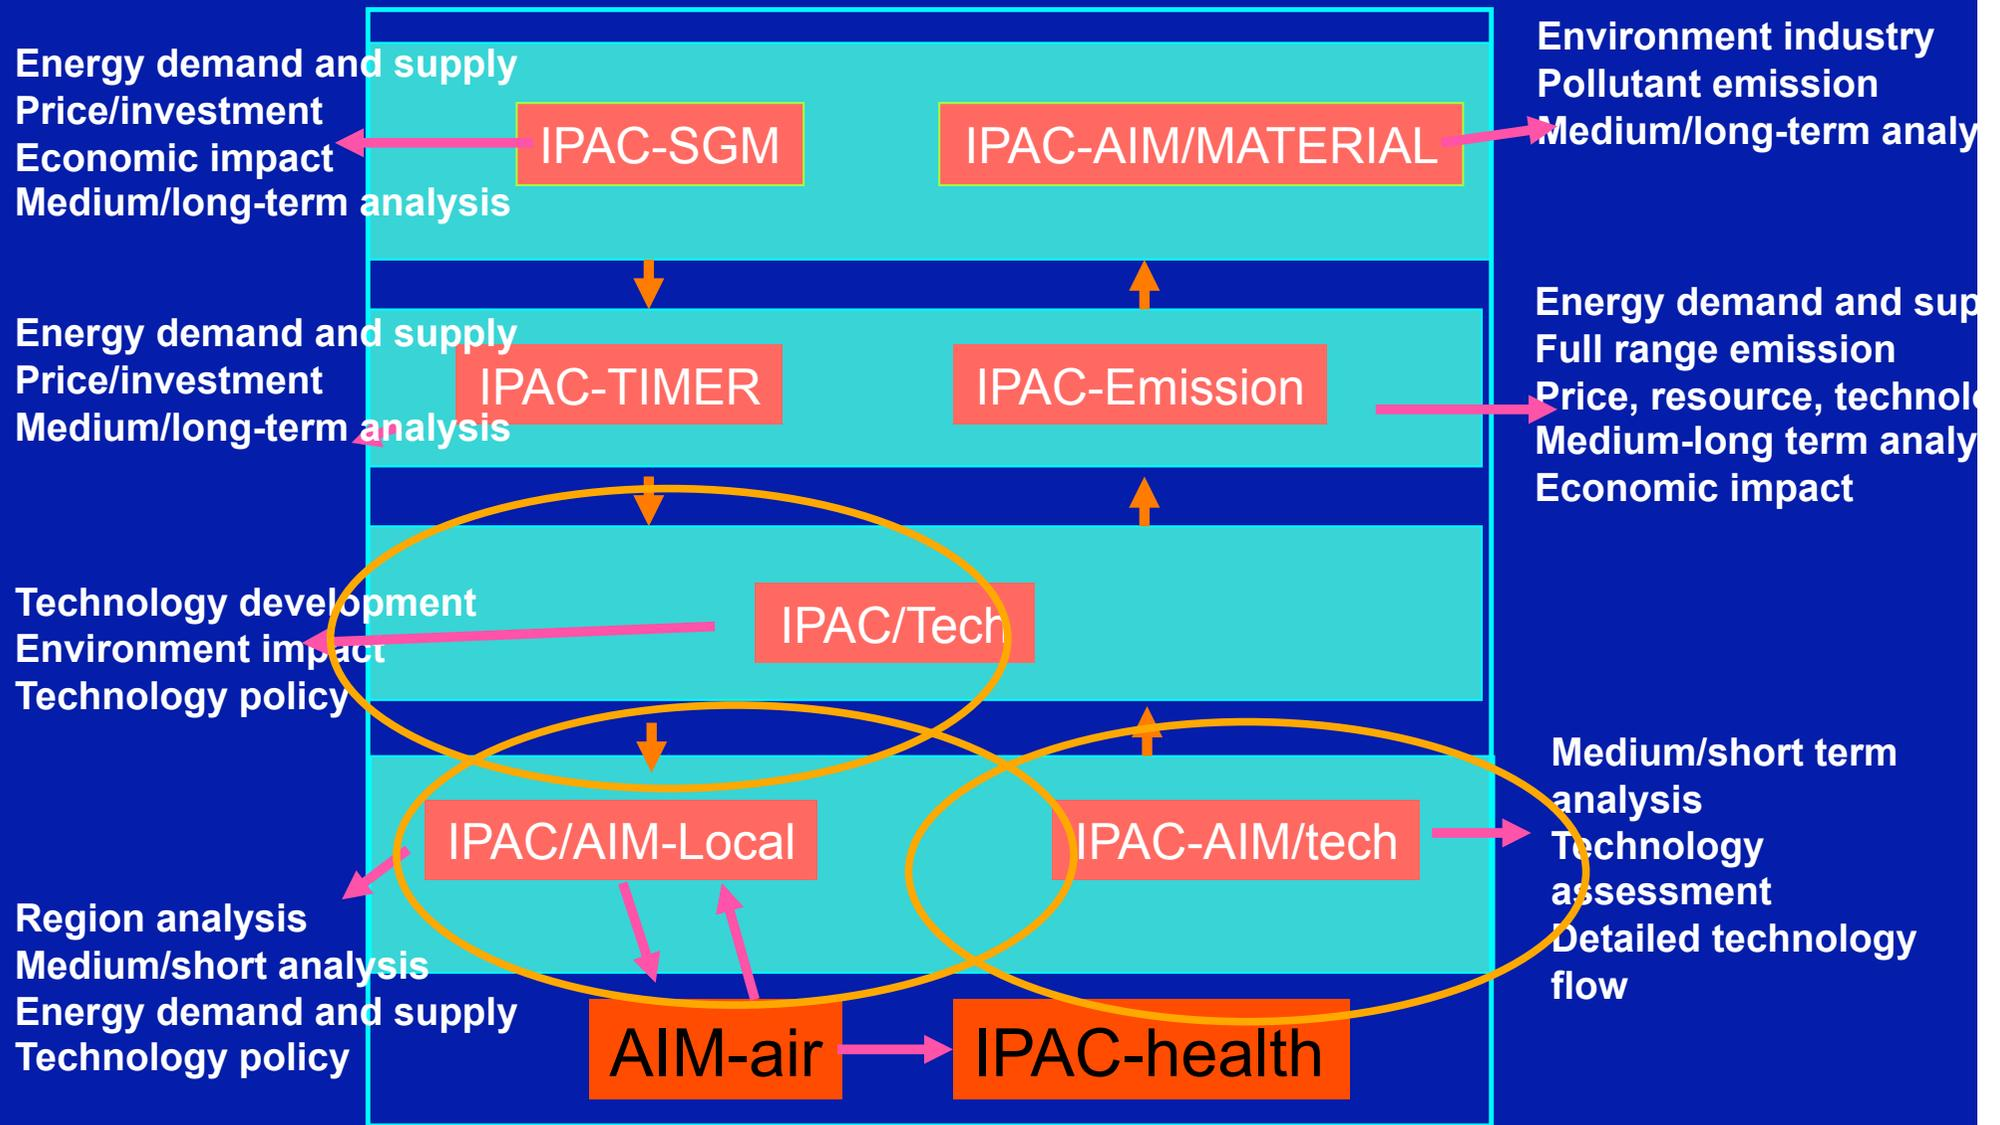 Energy demand and supply
Price/investment
Economic impact
Medium/long-term analysis
IPAC-SGM
IPAC-AIM/MATERIAL
Environment industry
Pollutant emission
Medium/long-term analy
Energy demand and supply
Price/investment
Medium/long-term analysis
IPAC-TIMER
IPAC-Emission
Energy demand and sup
Full range emission
Price, resource, technolo
Medium-long term analy
Economic impact
Technology development
Environment impact
Technology policy
IPAC/Tech
IPAC/AIM-Local
IPAC-AIM/tech
Medium/short term
analysis
Technology
assessment
Detailed technology
flow
Region analysis
Medium/short analysis
Energy demand and supply
Technology policy
AIM-air
IPAC-health